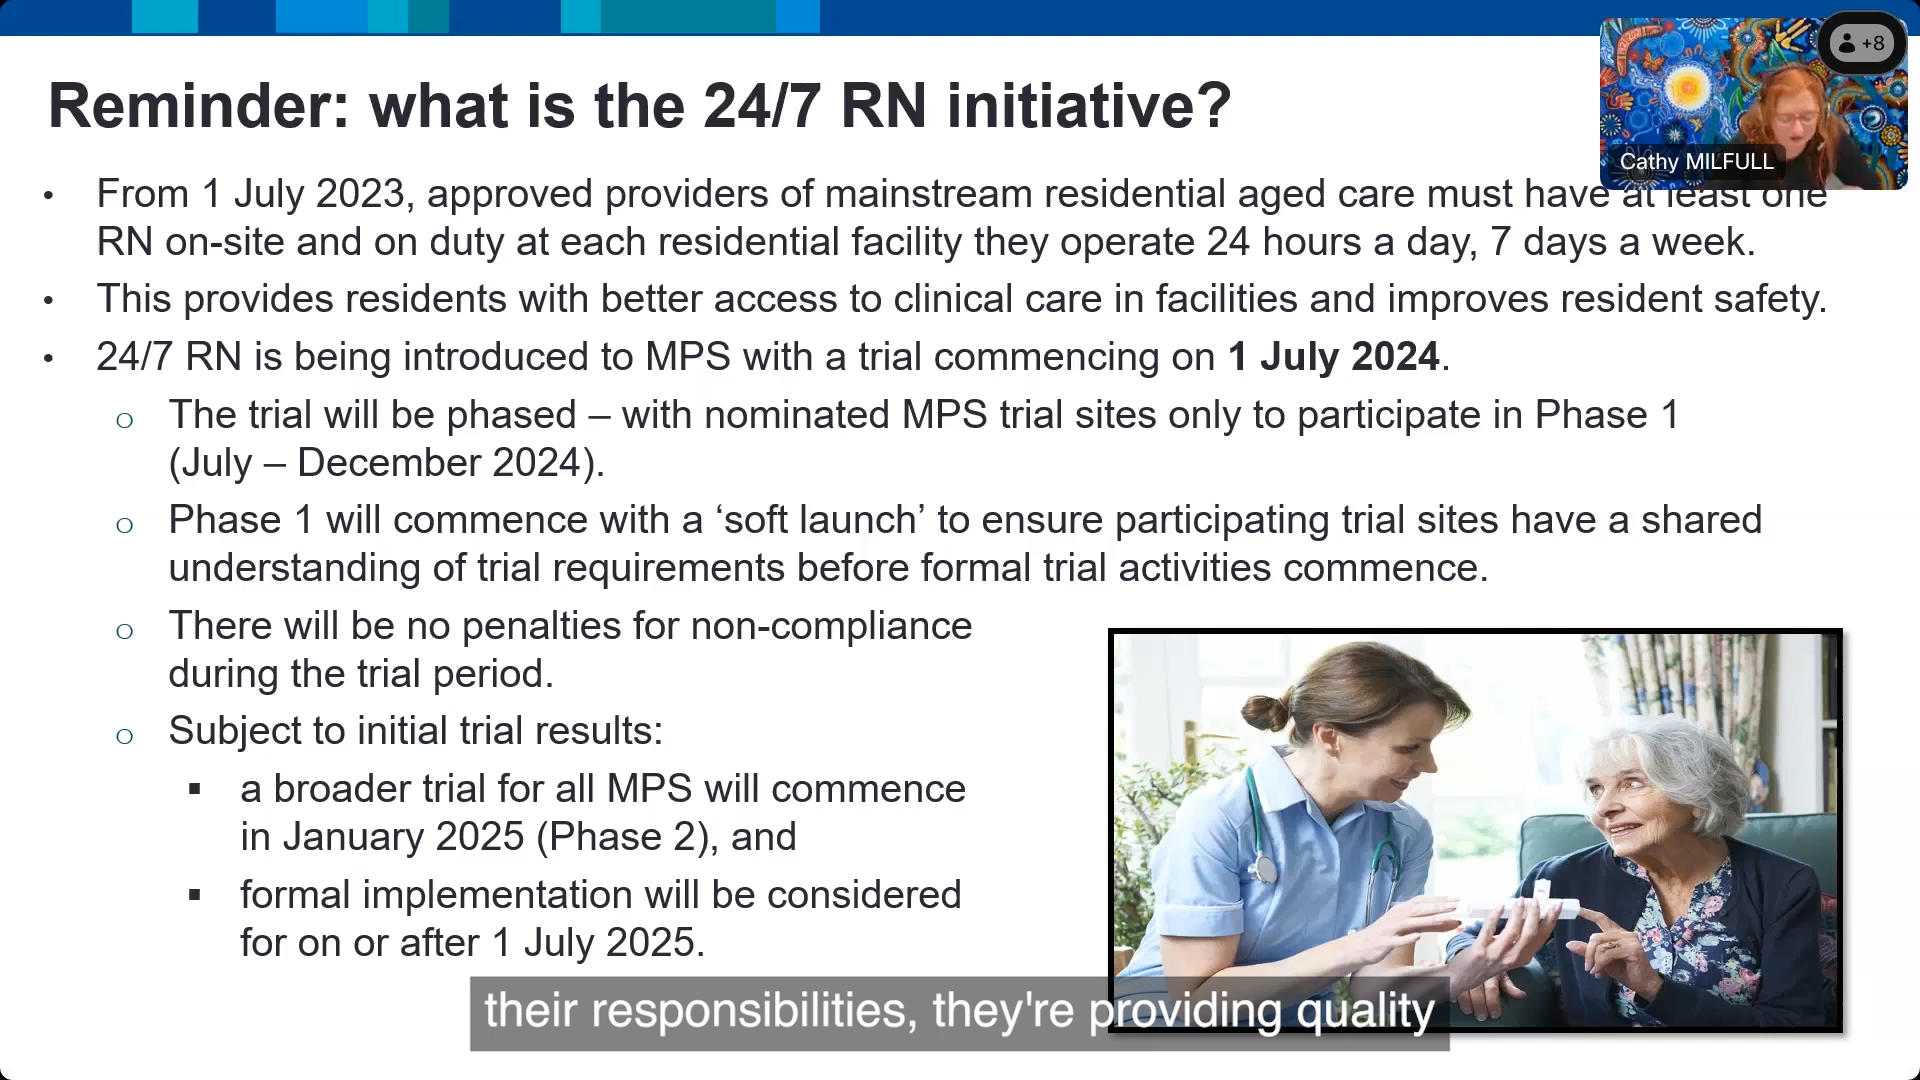 +8
Cathy MILFULL
Reminder: what is the 24/7 RN initiative?
• From 1 July 2023, approved providers of mainstream residential aged care must have at least one
RN on-site and on duty at each residential facility they operate 24 hours a day, 7 days a week.
• This provides residents with better access to clinical care in facilities and improves resident safety.
• 24/7 RN is being introduced to MPS with a trial commencing on 1 July 2024.
o The trial will be phased – with nominated MPS trial sites only to participate in Phase 1
(July – December 2024).
o Phase 1 will commence with a ‘soft launch’ to ensure participating trial sites have a shared
understanding of trial requirements before formal trial activities commence.
o There will be no penalties for non-compliance
during the trial period.
o Subject to initial trial results:
▪ a broader trial for all MPS will commence
in January 2025 (Phase 2), and
▪ formal implementation will be considered
for on or after 1 July 2025.
their responsibilities, they're providing quality